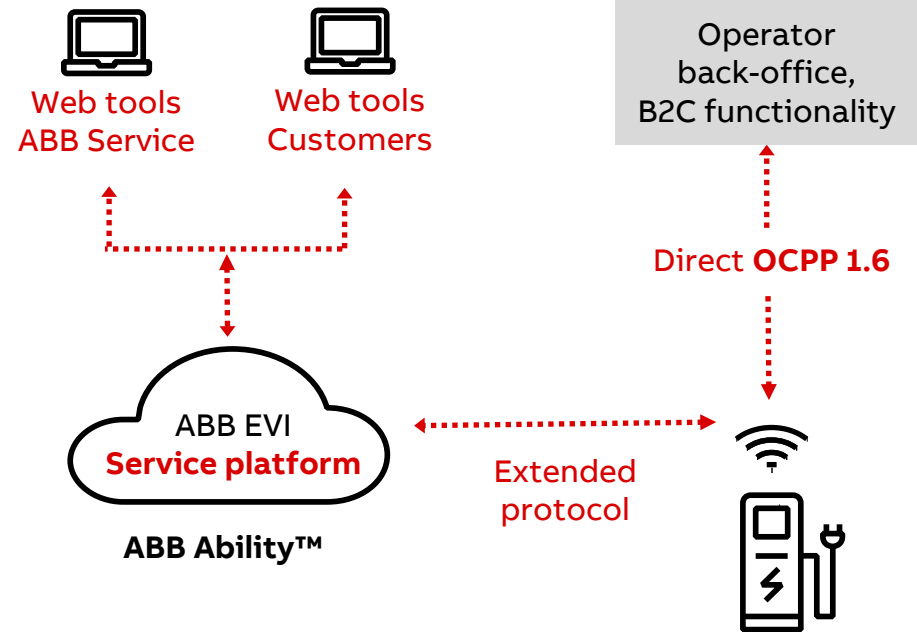 Web tools
ABB Service
Web tools
Customers
Operator
back-office,
B2C functionality
Direct OCPP 1.6
ABB EVI
Service platform
ABB Ability™
Extended
protocol